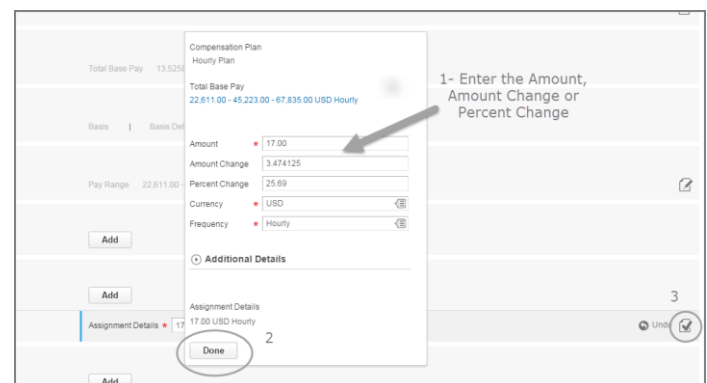 Compensation Plan
Hourly Plan
Total Base Pay 13.525
Total Base Pay
22,611.00 - 45,223.00 - 67,835.00 USD Hourly
1- Enter the Amount,
Amount Change or
Percent Change
Basis | Basis Det
Amount * 17.00
Amount Change 3.474125
Pay Range 22,611.00 -
Percent Change 25.69
Currency * USD
Frequency * Hourly
Add
Additional Details
Add
3
Assignment Details
Assignment Details * 17
17.00 USD Hourly
Undo
2
Done
Add